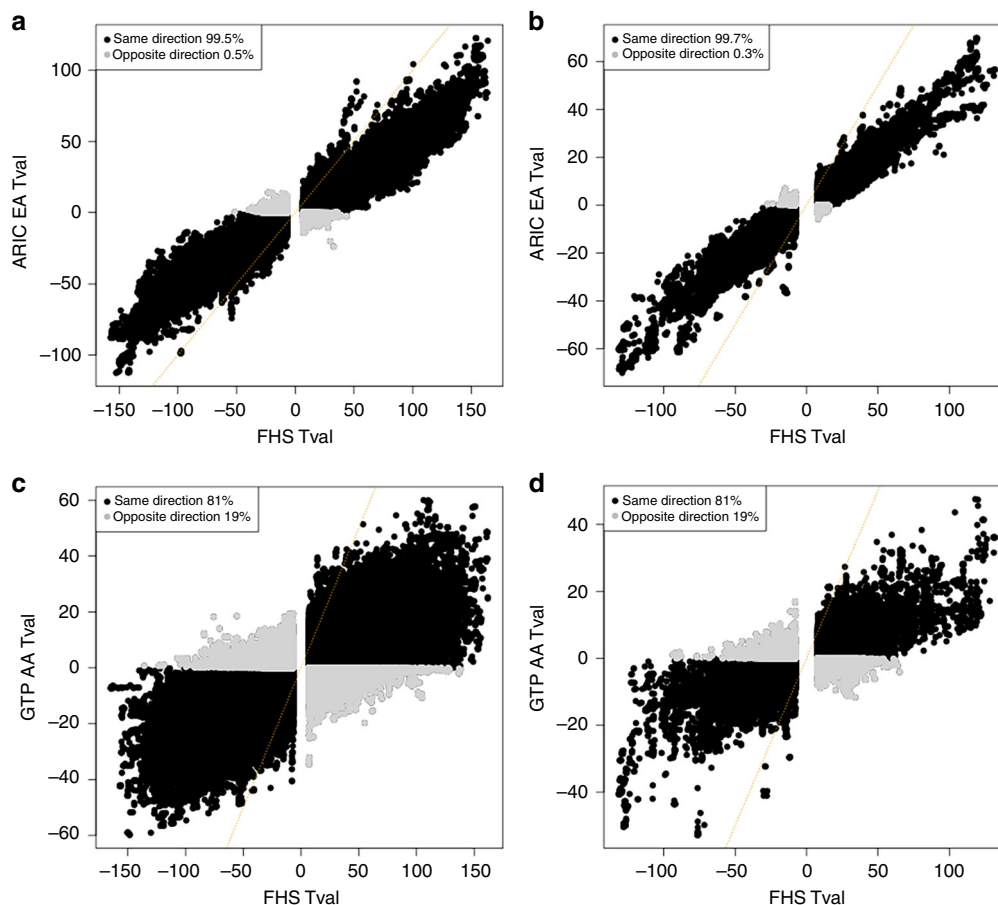 a
Same direction 99.5%
Opposite direction 0.5%
100
50
0
−50
−100
ARIC EA Tval
−150
−100
−50
0
50
100
150
FHS Tval
b
Same direction 99.7%
Opposite direction 0.3%
60
40
20
0
−20
−40
−60
ARIC EA Tval
−100
−50
0
50
100
FHS Tval
c
Same direction 81%
Opposite direction 19%
60
40
20
0
−20
−40
−60
GTP AA Tval
−150
−100
−50
0
50
100
150
FHS Tval
d
Same direction 81%
Opposite direction 19%
40
20
0
−20
−40
GTP AA Tval
−100
−50
0
50
100
FHS Tval